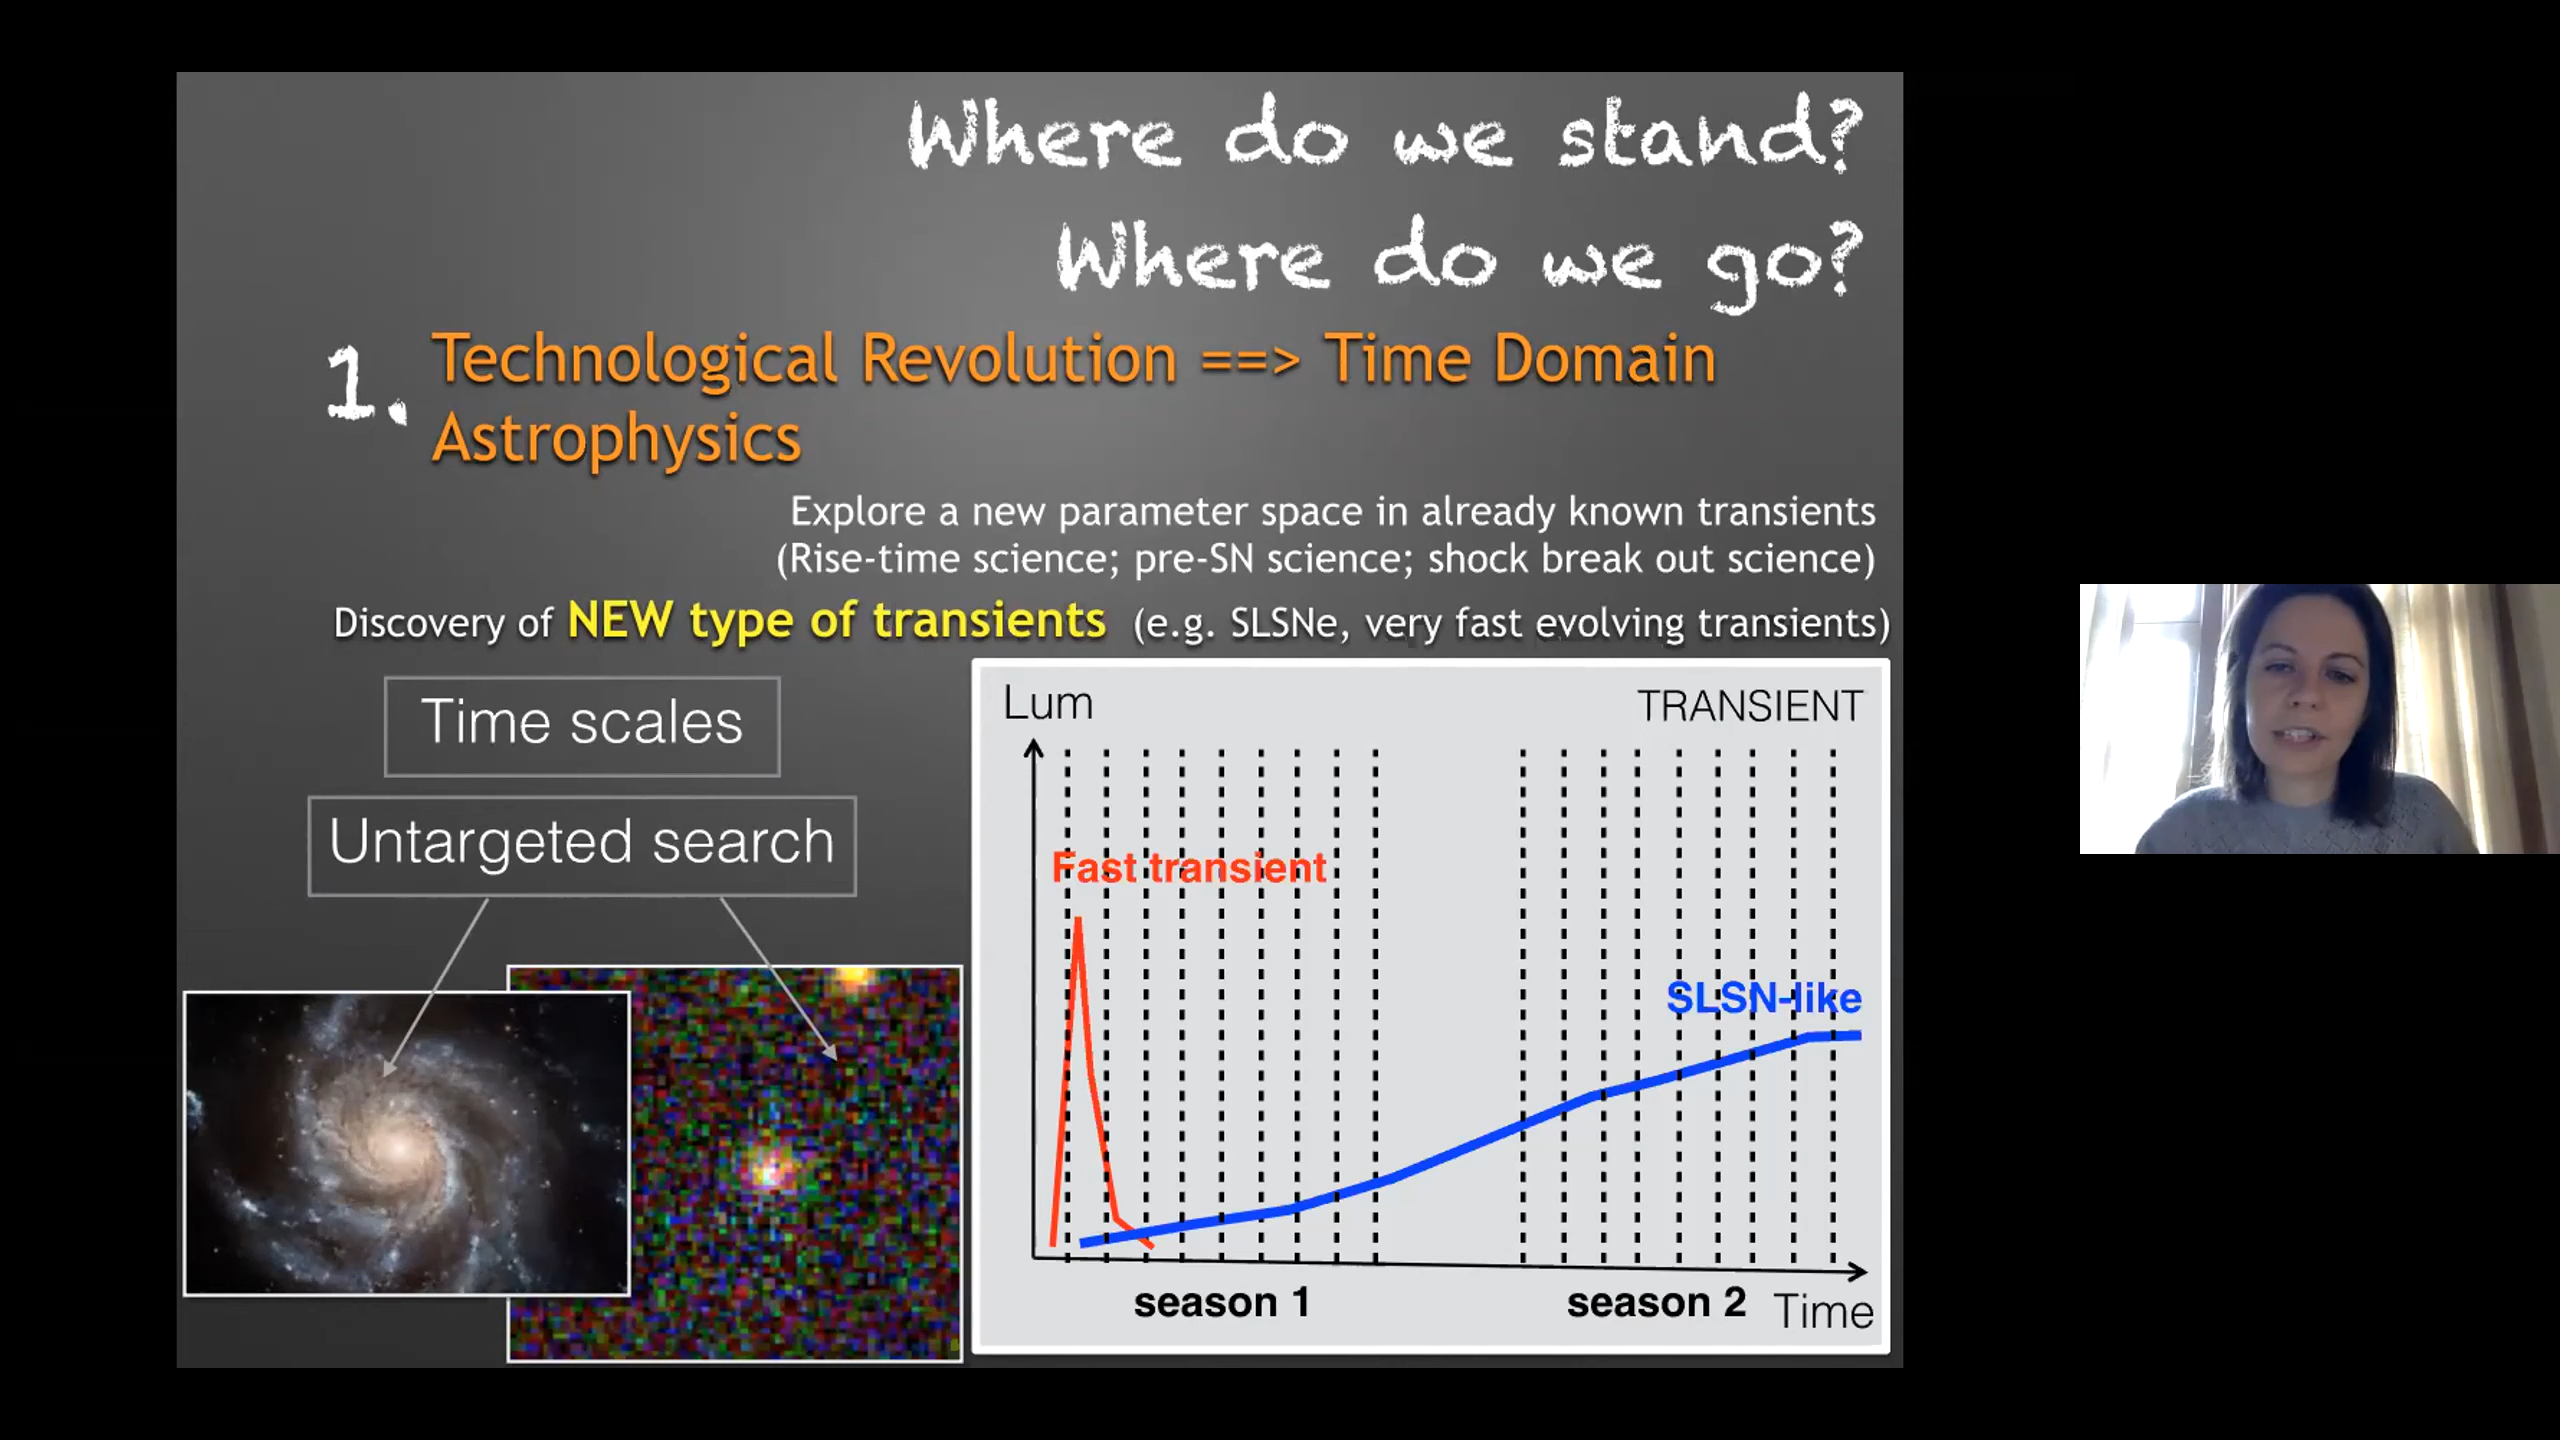 Where do we stand?
Where do we go?
1. Technological Revolution ==> Time Domain
Astrophysics
Explore a new parameter space in already known transients
(Rise-time science; pre-SN science; shock break out science)
Discovery of NEW type of transients (e.g. SLSNe, very fast evolving transients)
Time scales
Untargeted search
Lum
TRANSIENT
Fast transient
SLSN-like
season 1
season 2
Time